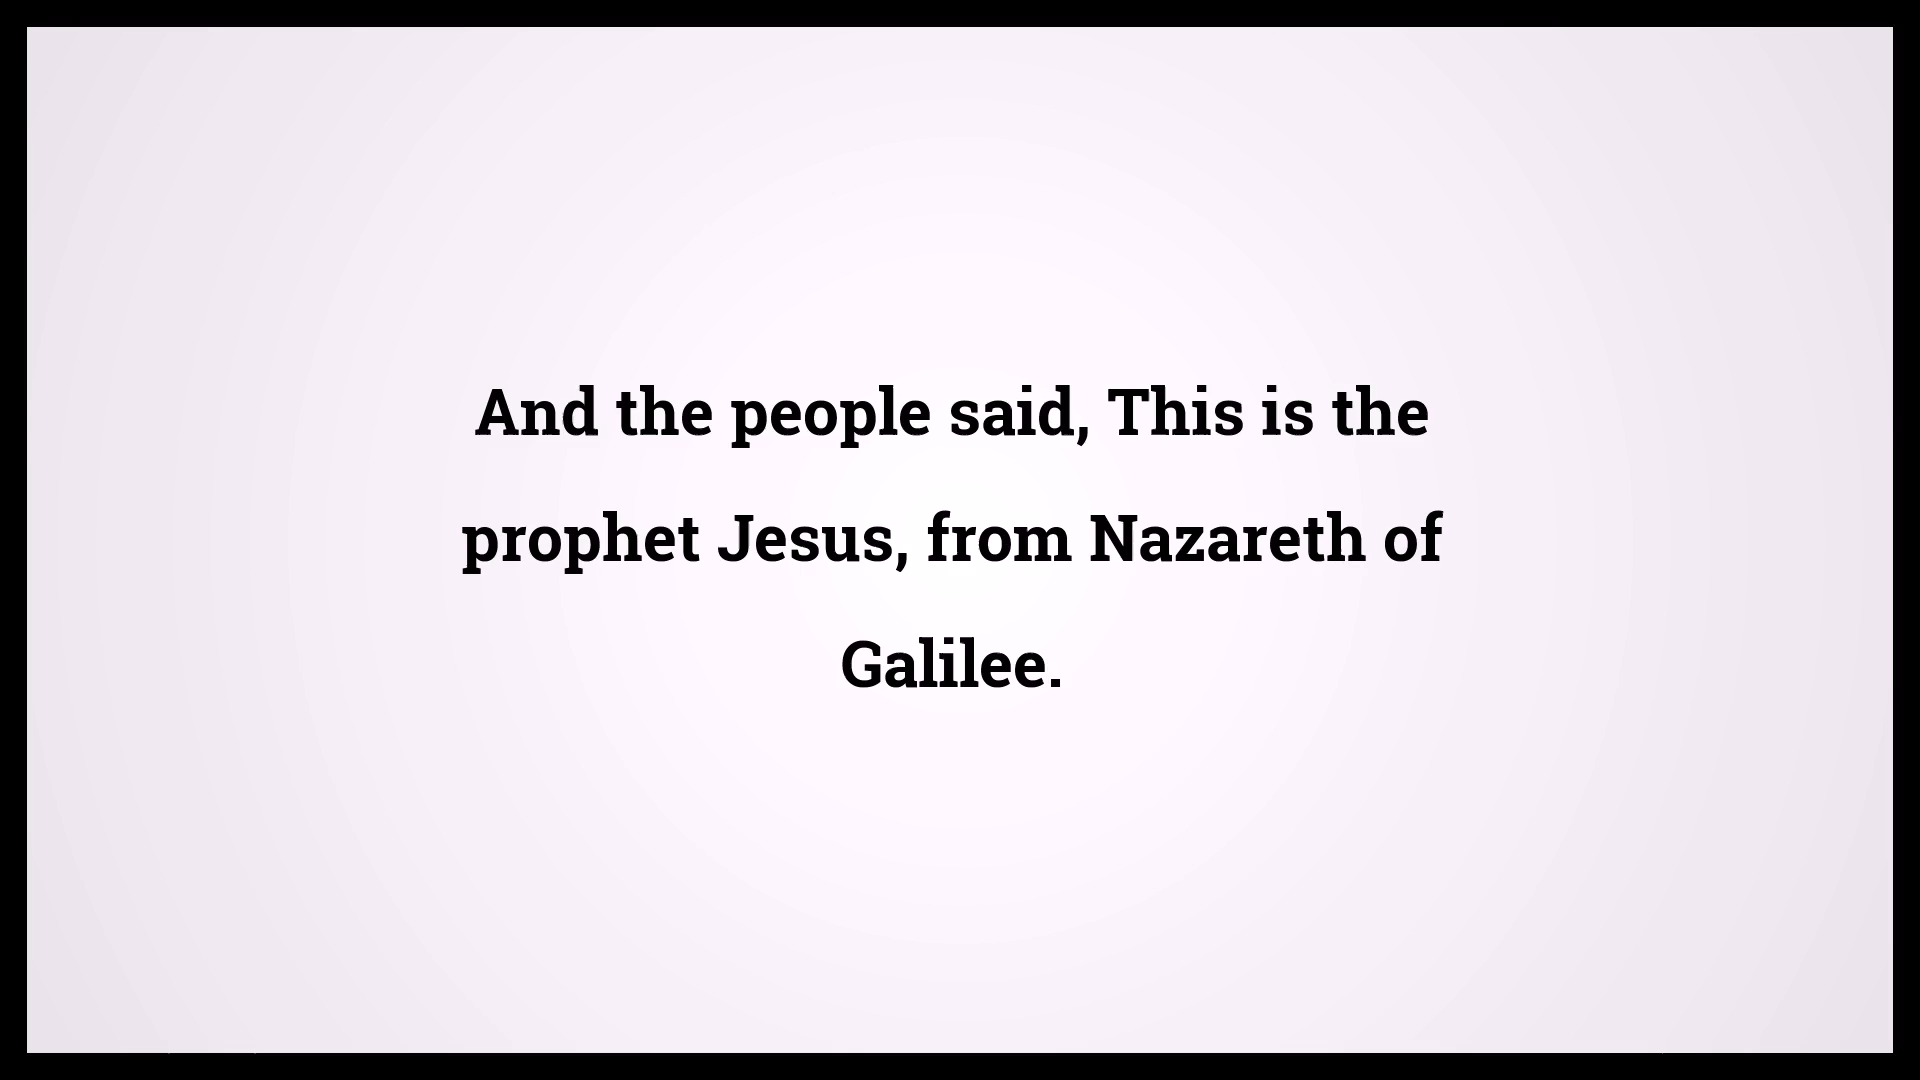 And the people said, This is the
prophet Jesus, from Nazareth of
Galilee.